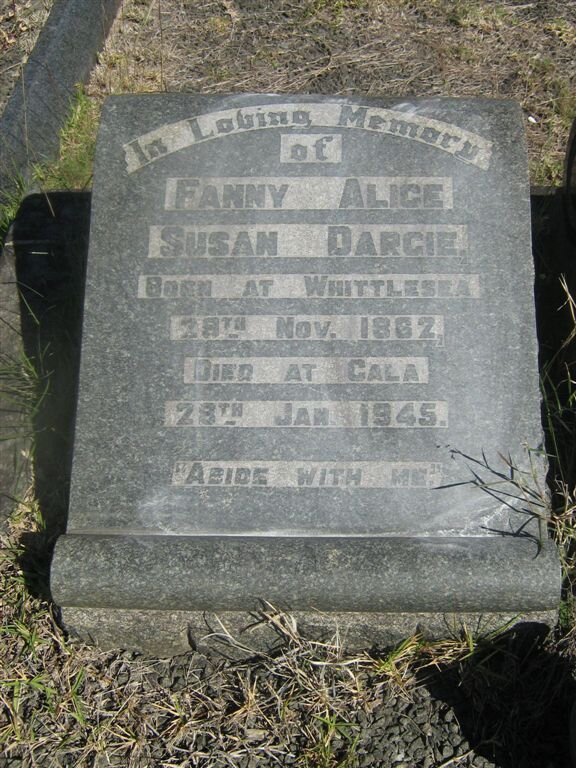 In Loving Memory
of
FANNY ALICE
SUSAN DARGIE,
BORN AT WHITTLESEA
28TH NOV. 1862,
DIED AT CALA
28TH JAN. 1945.
"ABIDE WITH ME."